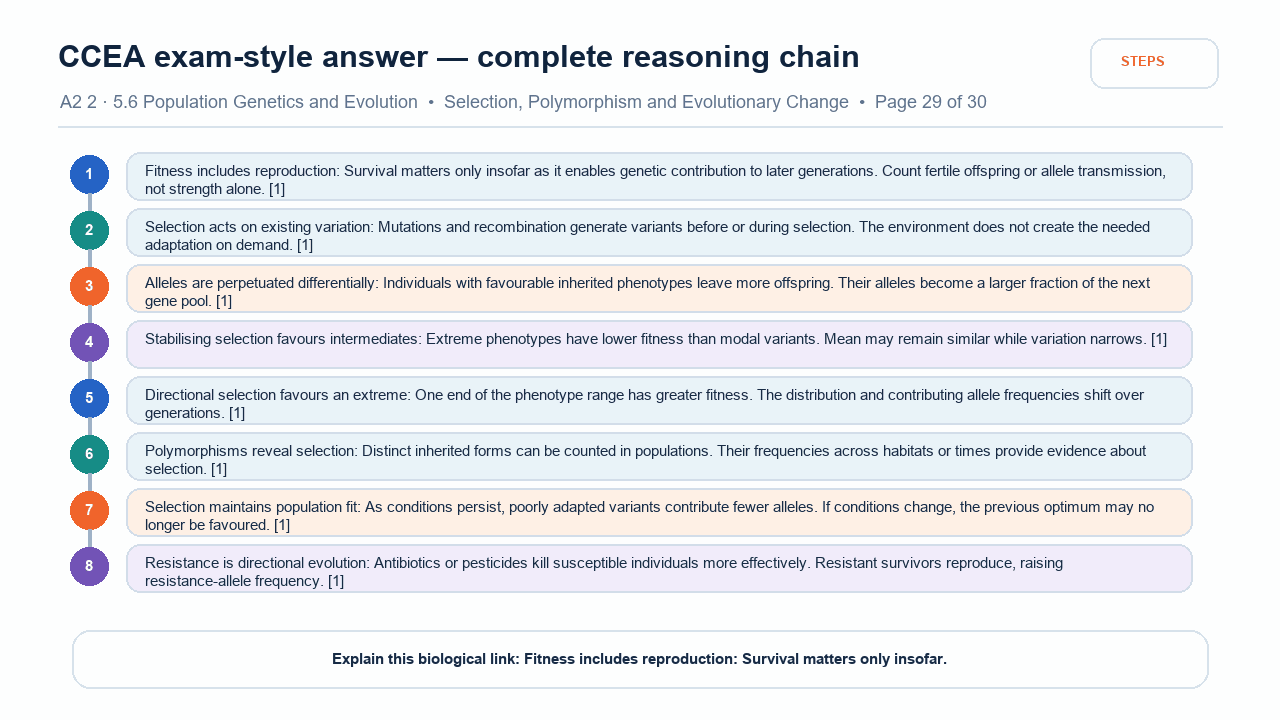 CCEA exam-style answer — complete reasoning chain
STEPS
A2 2 · 5.6 Population Genetics and Evolution • Selection, Polymorphism and Evolutionary Change • Page 29 of 30
1
Fitness includes reproduction: Survival matters only insofar as it enables genetic contribution to later generations. Count fertile offspring or allele transmission,
not strength alone. [1]
2
Selection acts on existing variation: Mutations and recombination generate variants before or during selection. The environment does not create the needed
adaptation on demand. [1]
3
Alleles are perpetuated differentially: Individuals with favourable inherited phenotypes leave more offspring. Their alleles become a larger fraction of the next
gene pool. [1]
4
Stabilising selection favours intermediates: Extreme phenotypes have lower fitness than modal variants. Mean may remain similar while variation narrows. [1]
5
Directional selection favours an extreme: One end of the phenotype range has greater fitness. The distribution and contributing allele frequencies shift over
generations. [1]
6
Polymorphisms reveal selection: Distinct inherited forms can be counted in populations. Their frequencies across habitats or times provide evidence about
selection. [1]
7
Selection maintains population fit: As conditions persist, poorly adapted variants contribute fewer alleles. If conditions change, the previous optimum may no
longer be favoured. [1]
8
Resistance is directional evolution: Antibiotics or pesticides kill susceptible individuals more effectively. Resistant survivors reproduce, raising
resistance-allele frequency. [1]
Explain this biological link: Fitness includes reproduction: Survival matters only insofar.